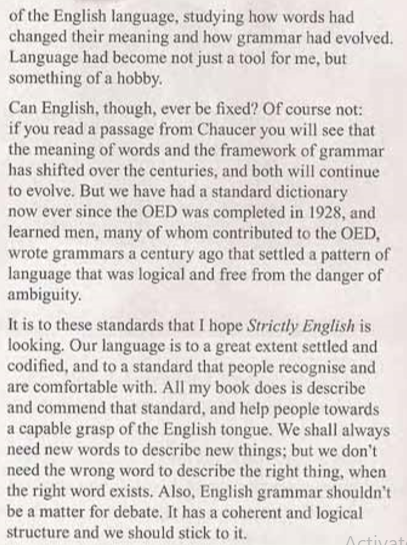 of the English language, studying how words had
changed their meaning and how grammar had evolved.
Language had become not just a tool for me, but
something of a hobby.
Can English, though, ever be fixed? Of course not:
if you read a passage from Chaucer you will see that
the meaning of words and the framework of grammar
has shifted over the centuries, and both will continue
to evolve. But we have had a standard dictionary
now ever since the OED was completed in 1928, and
learned men, many of whom contributed to the OED,
wrote grammars a century ago that settled a pattern of
language that was logical and free from the danger of
ambiguity.
It is to these standards that I hope Strictly English is
looking. Our language is to a great extent settled and
codified, and to a standard that people recognise and
are comfortable with. All my book does is describe
and commend that standard, and help people towards
a capable grasp of the English tongue. We shall always
need new words to describe new things; but we don't
need the wrong word to describe the right thing, when
the right word exists. Also, English grammar shouldn't
be a matter for debate. It has a coherent and logical
structure and we should stick to it.
Activat